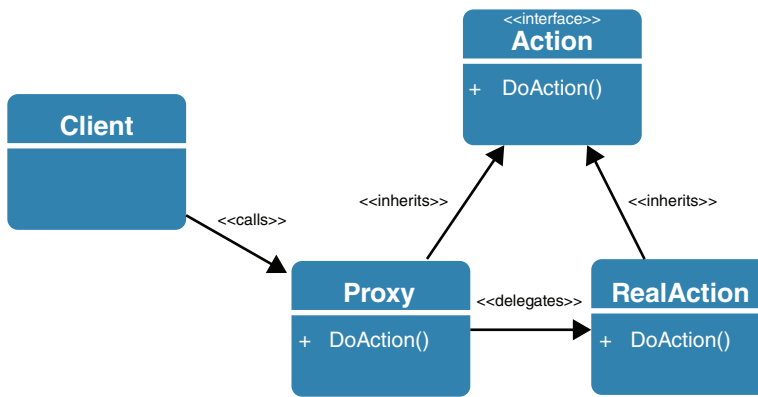 <<interface>>
Action
+ DoAction()
Client
<<calls>>
<<inherits>>
<<inherits>>
Proxy
+ DoAction()
<<delegates>>
RealAction
+ DoAction()